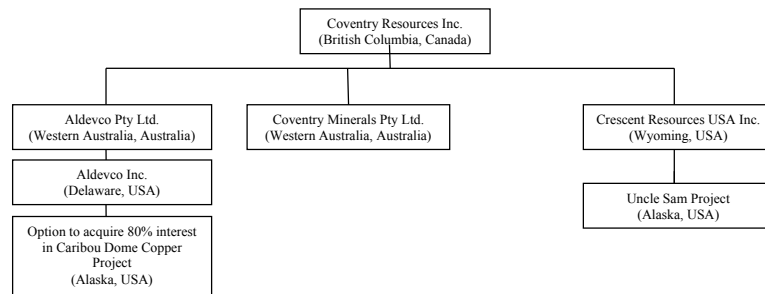 Coventry Resources Inc.
(British Columbia, Canada)
Aldevco Pty Ltd.
(Western Australia, Australia)
Coventry Minerals Pty Ltd.
(Western Australia, Australia)
Crescent Resources USA Inc.
(Wyoming, USA)
Aldevco Inc.
(Delaware, USA)
Uncle Sam Project
(Alaska, USA)
Option to acquire 80% interest
in Caribou Dome Copper
Project
(Alaska, USA)